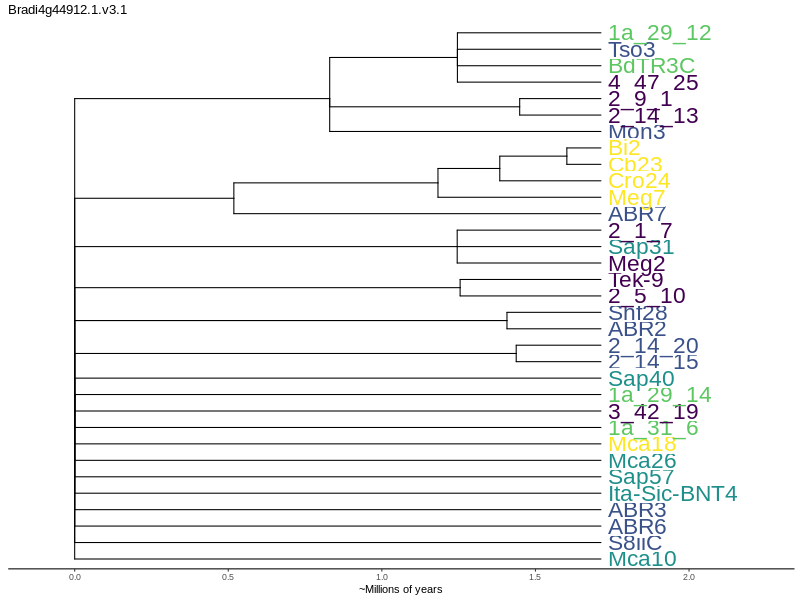 Bradi4g44912.1.v3.1
1a_29_12
Tso3
BdTR3C
4_47_25
2_9_1
2_14_13
Mon3
Bi2
Cb23
Cro24
Meg7
ABR7
2_1_7
Sap31
Meg2
Tek-9
2_5_10
Snf28
ABR2
2_14_20
2_14_15
Sap40
1a_29_14
3_42_19
1a_31_6
Mca18
Mca26
Sap57
Ita-Sic-BNT4
ABR3
ABR6
S8iiC
Mca10
0.0 0.5 1.0 1.5 2.0
~Millions of years